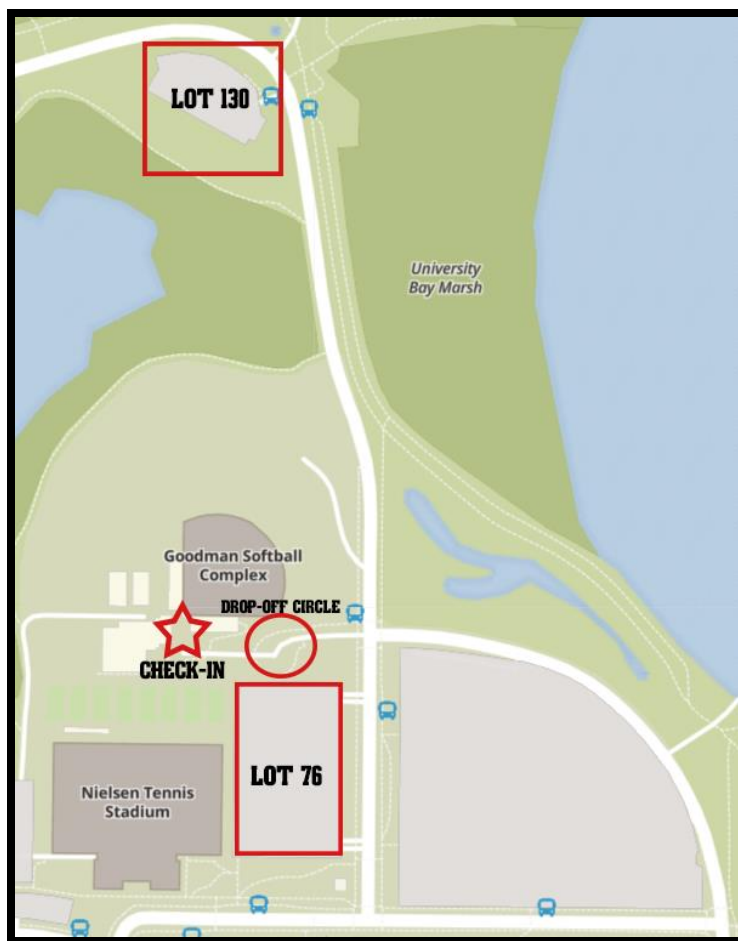 LOT 130
University
Bay Marsh
Goodman Softball
Complex
DROP-OFF CIRCLE
CHECK-IN
LOT 76
Nielsen Tennis
Stadium